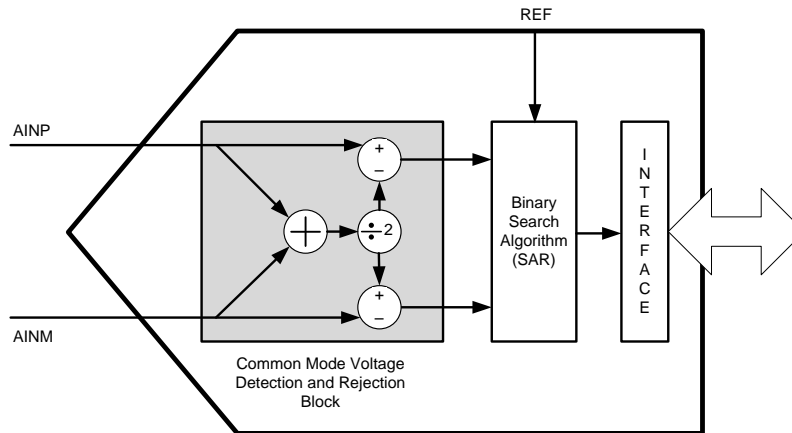 REF
AINP
+
−
÷2
+
−
AINM
Binary
Search
Algorithm
(SAR)
I
N
T
E
R
F
A
C
E
Common Mode Voltage
Detection and Rejection
Block